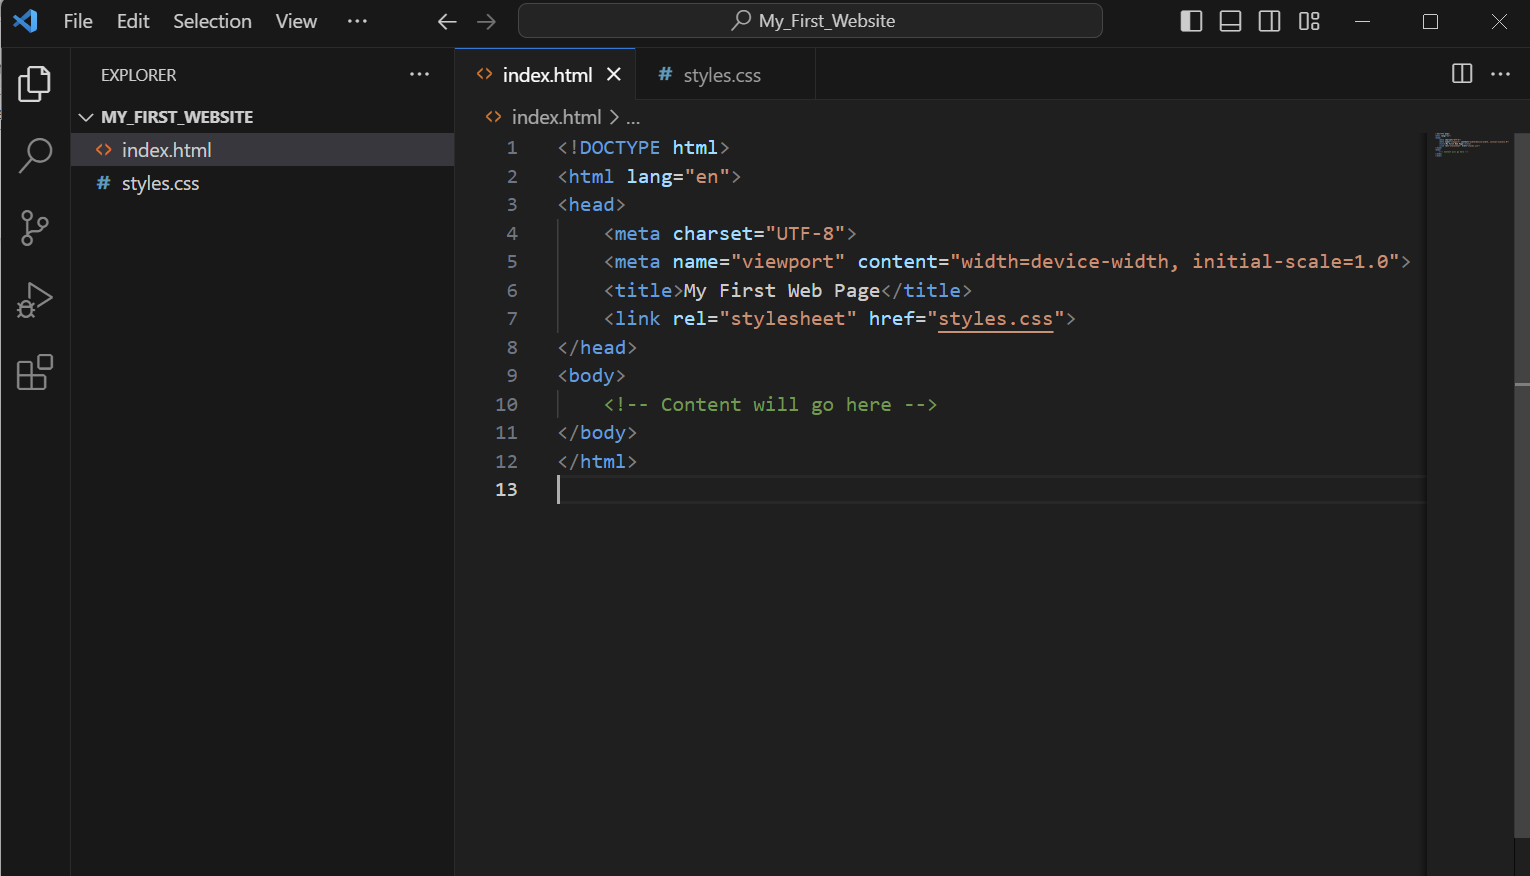 File Edit Selection View ··· My_First_Website
EXPLORER ···
MY_FIRST_WEBSITE
index.html
# styles.css
index.html # styles.css
index.html > ...
1 <!DOCTYPE html>
2 <html lang="en">
3 <head>
4 <meta charset="UTF-8">
5 <meta name="viewport" content="width=device-width, initial-scale=1.0">
6 <title>My First Web Page</title>
7 <link rel="stylesheet" href="styles.css">
8 </head>
9 <body>
10 <!-- Content will go here -->
11 </body>
12 </html>
13